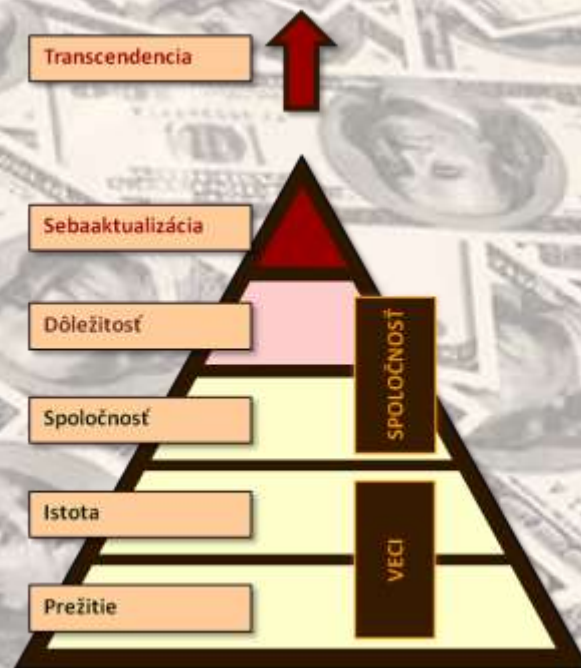 Transcendencia
Sebaaktualizácia
Dôležitosť
SPOLOČNOSŤ
Spoločnosť
Istota
VECI
Prežitie